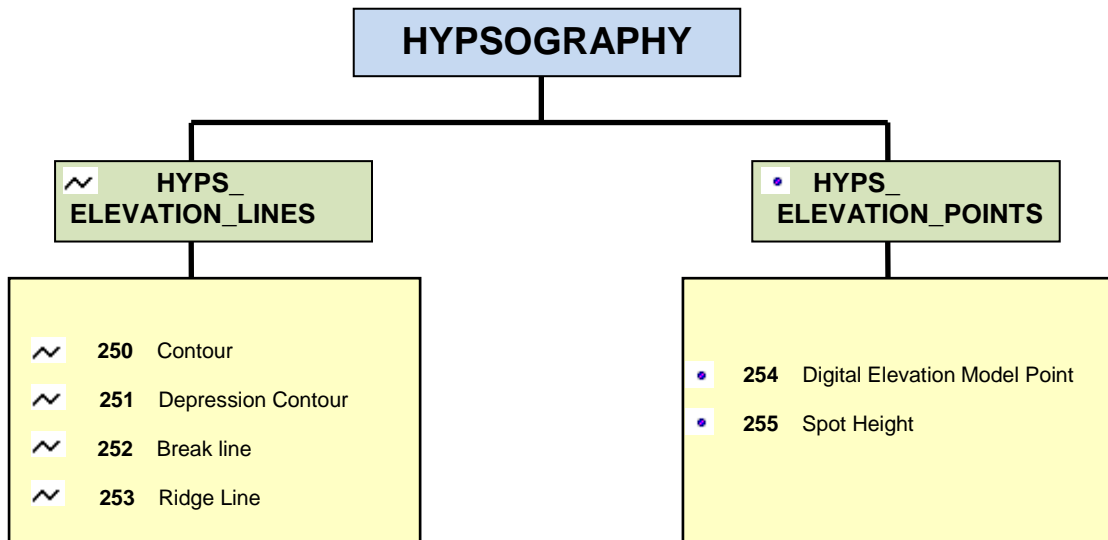 HYPSOGRAPHY
HYPS_
ELEVATION_LINES
HYPS_
ELEVATION_POINTS
250 Contour
251 Depression Contour
252 Break line
253 Ridge Line
254 Digital Elevation Model Point
255 Spot Height